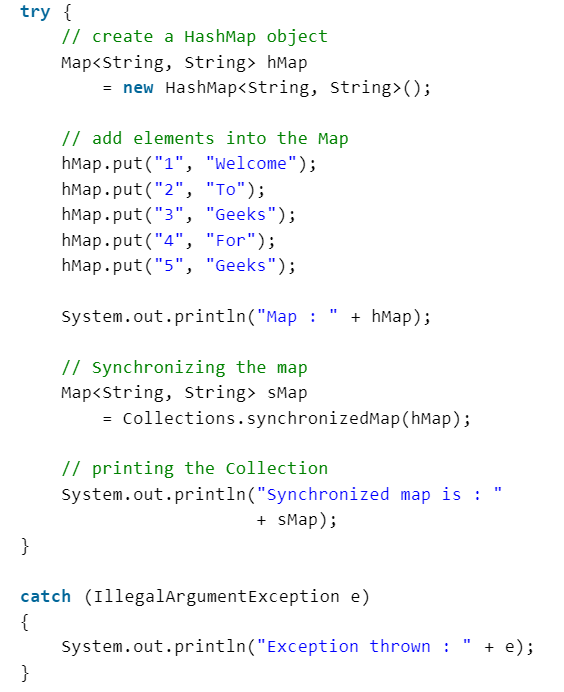 try {
    // create a HashMap object
    Map<String, String> hMap
        = new HashMap<String, String>();

    // add elements into the Map
    hMap.put("1", "Welcome");
    hMap.put("2", "To");
    hMap.put("3", "Geeks");
    hMap.put("4", "For");
    hMap.put("5", "Geeks");

    System.out.println("Map : " + hMap);

    // Synchronizing the map
    Map<String, String> sMap
        = Collections.synchronizedMap(hMap);

    // printing the Collection
    System.out.println("Synchronized map is : "
                       + sMap);
}

catch (IllegalArgumentException e)
{
    System.out.println("Exception thrown : " + e);
}